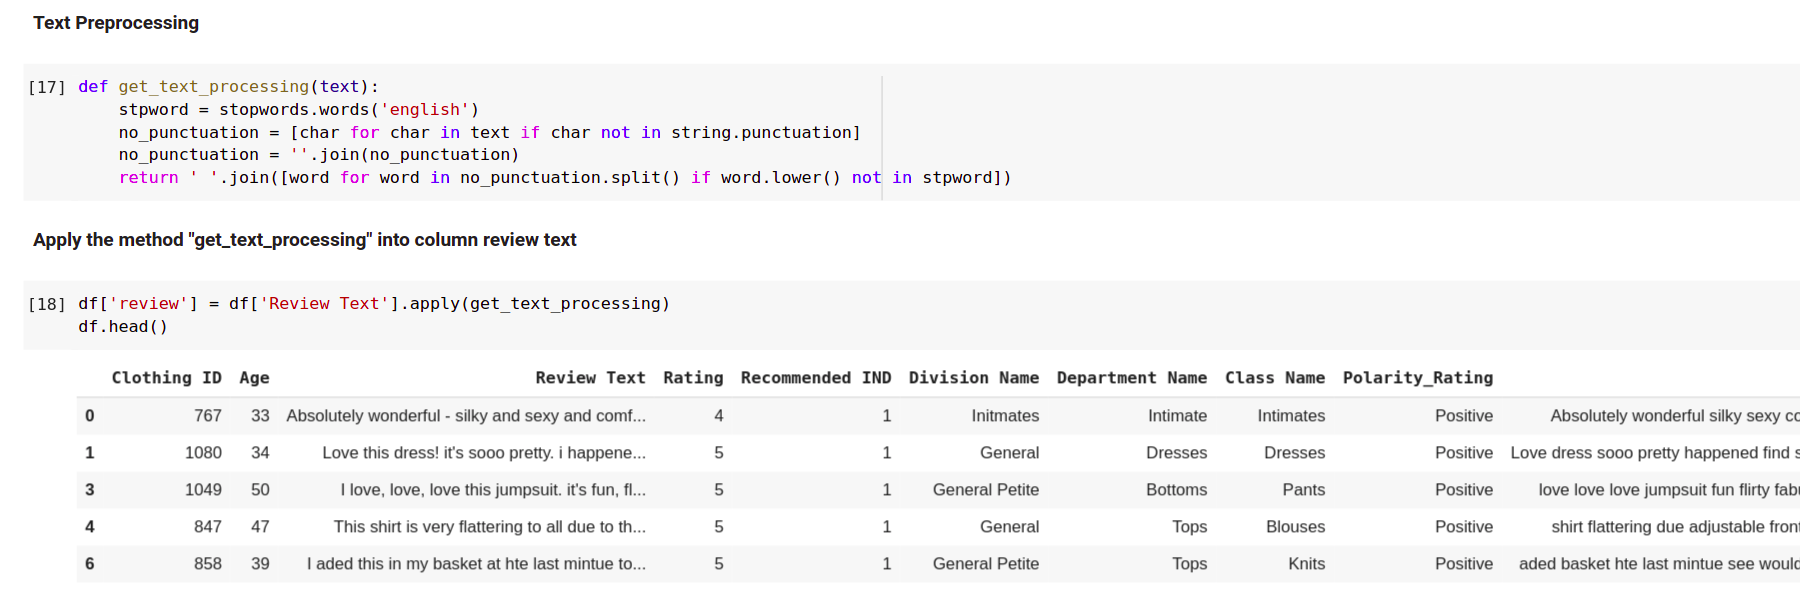 Text Preprocessing
[17] def get_text_processing(text):
stpword = stopwords.words('english')
no_punctuation = [char for char in text if char not in string.punctuation]
no_punctuation = ''.join(no_punctuation)
return ' '.join([word for word in no_punctuation.split() if word.lower() not in stpword])
Apply the method "get_text_processing" into column review text
[18] df['review'] = df['Review Text'].apply(get_text_processing)
df.head()
Clothing ID Age Review Text Rating Recommended IND Division Name Department Name Class Name Polarity_Rating
0 767 33 Absolutely wonderful - silky and sexy and comf... 4 1 Initmates Intimate Intimates Positive Absolutely wonderful silky sexy co
1 1080 34 Love this dress! it's sooo pretty. i happene... 5 1 General Dresses Dresses Positive Love dress sooo pretty happened find s
3 1049 50 I love, love, love this jumpsuit. it's fun, fl... 5 1 General Petite Bottoms Pants Positive love love love jumpsuit fun flirty fabu
4 847 47 This shirt is very flattering to all due to th... 5 1 General Tops Blouses Positive shirt flattering due adjustable front
6 858 39 I aded this in my basket at hte last mintue to... 5 1 General Petite Tops Knits Positive aded basket hte last mintue see would